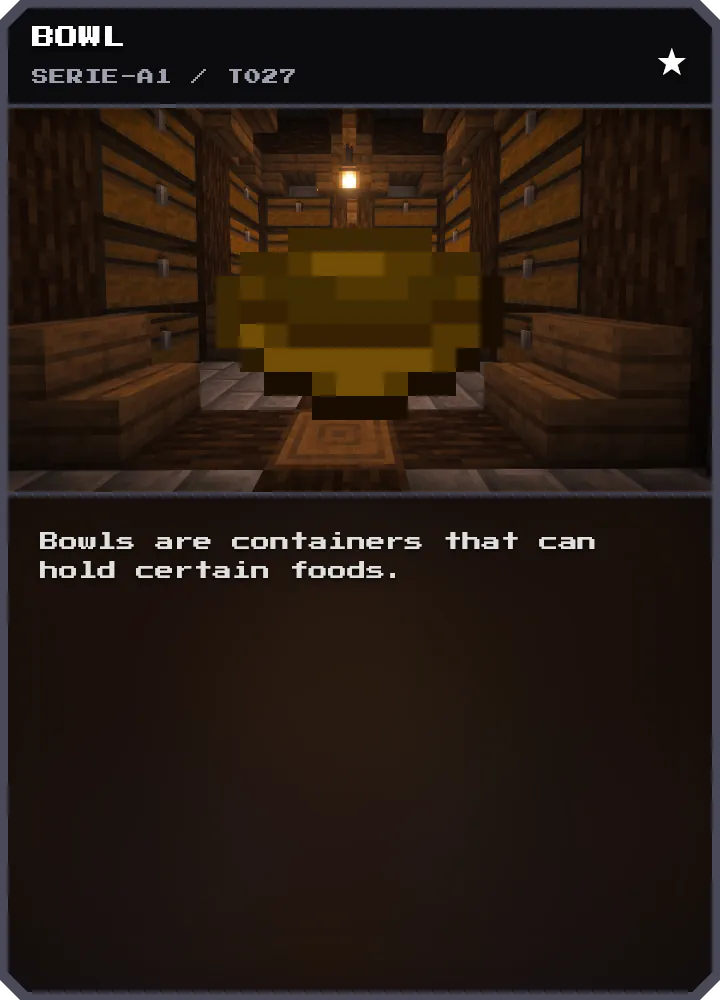 BOWL
SERIE-A1 / T027
Bowls are containers that can
hold certain foods.